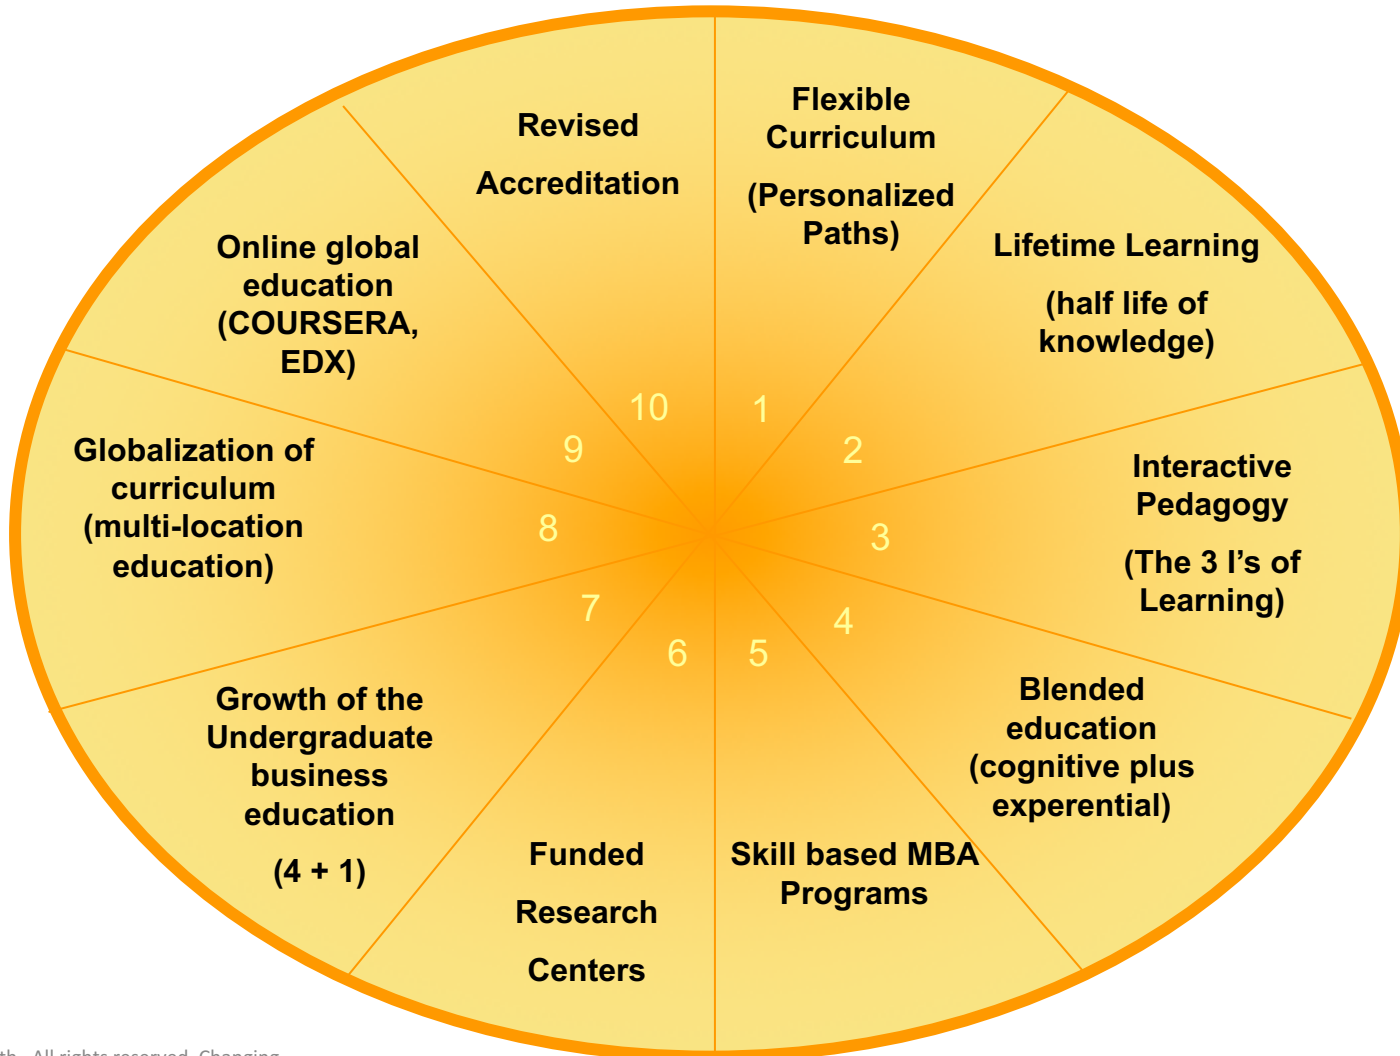 Flexible
Curriculum
(Personalized
Paths)
1
Lifetime Learning
(half life of
knowledge)
2
Interactive
Pedagogy
(The 3 I’s of
Learning)
3
Blended
education
(cognitive plus
experential)
4
Skill based MBA
Programs
5
Funded
Research
Centers
6
Growth of the
Undergraduate
business
education
(4 + 1)
7
Globalization of
curriculum
(multi-location
education)
8
Online global
education
(COURSERA,
EDX)
9
Revised
Accreditation
10
All rights reserved. Changing